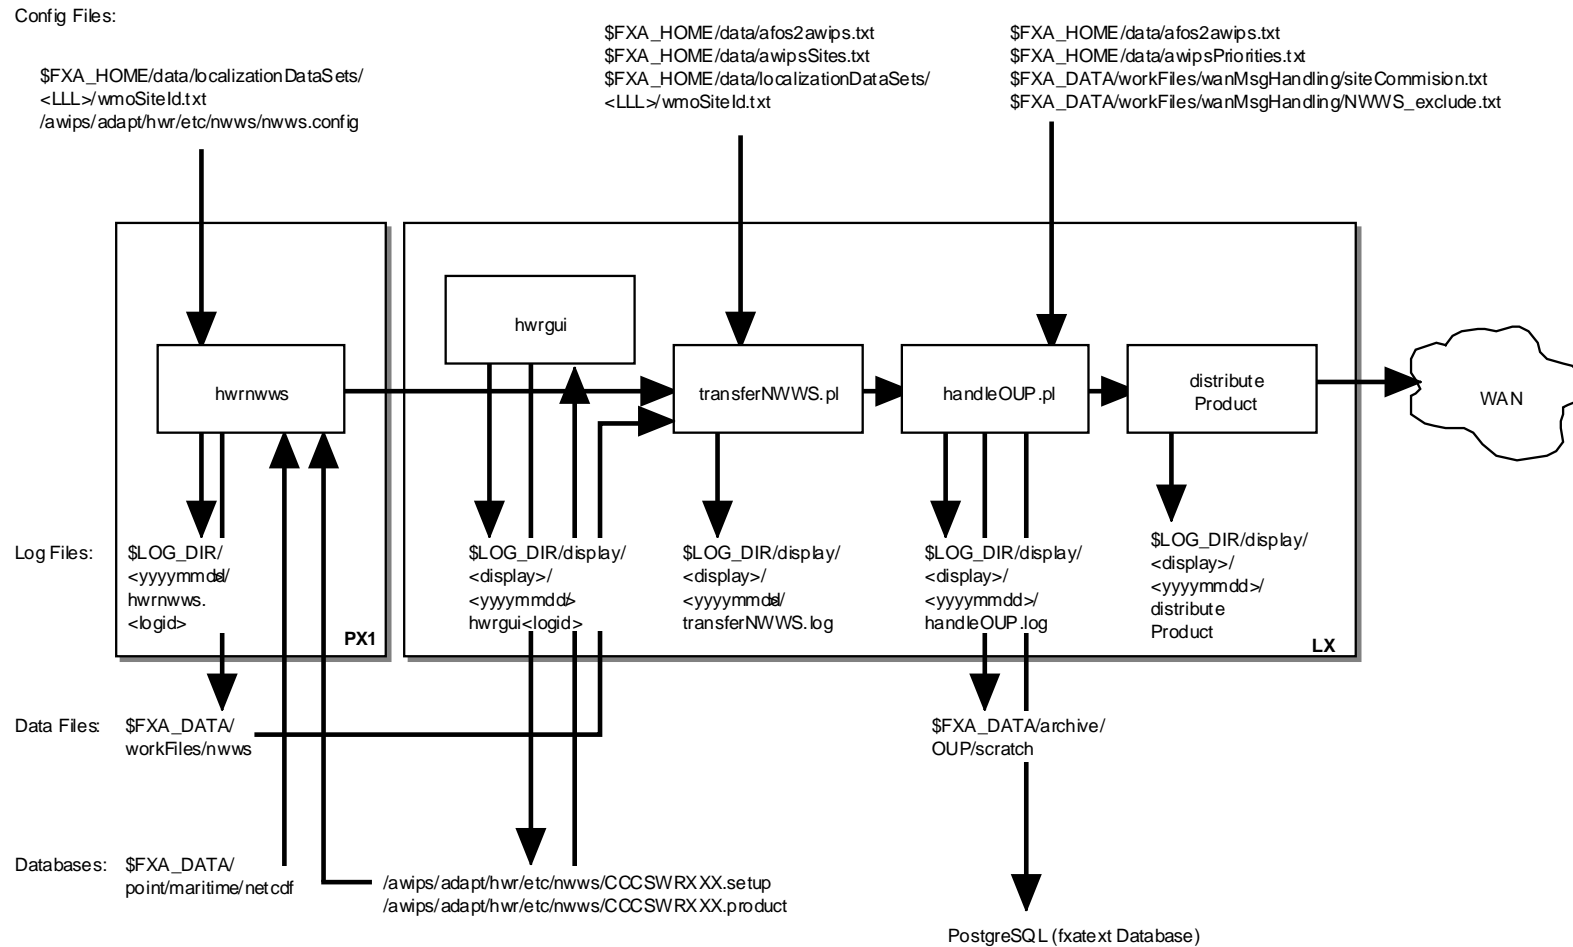 Config Files:
$FXA_HOME/data/localizationDataSets/
<LLL>/wmoSiteId.txt
/awips/adapt/hwr/etc/nwws/nwws.config
$FXA_HOME/data/afos2awips.txt
$FXA_HOME/data/awipsSites.txt
$FXA_HOME/data/localizationDataSets/
<LLL>/wmoSiteId.txt
$FXA_HOME/data/afos2awips.txt
$FXA_HOME/data/awipsPriorities.txt
$FXA_DATA/workFiles/wanMsgHandling/siteCommision.txt
$FXA_DATA/workFiles/wanMsgHandling/NWWS_exclude.txt
hwrnwws
hwrgui
transferNWWS.pl
handleOUP.pl
distribute
Product
WAN
Log Files:
$LOG_DIR/
<yyyymmdd>/
hwrnwws.
<logid>
PX1
$LOG_DIR/display/
<display>/
<yyyymmdd>/
hwrgui<logid>
$LOG_DIR/display/
<display>/
<yyyymmdd>/
transferNWWS.log
$LOG_DIR/display/
<display>/
<yyyymmdd>/
handleOUP.log
$LOG_DIR/display/
<display>/
<yyyymmdd>/
distribute
Product
LX
Data Files:
$FXA_DATA/
workFiles/nwws
$FXA_DATA/archive/
OUP/scratch
Databases:
$FXA_DATA/
point/maritime/netcdf
/awips/adapt/hwr/etc/nwws/CCCSWRXXX.setup
/awips/adapt/hwr/etc/nwws/CCCSWRXXX.product
PostgreSQL (fxatext Database)